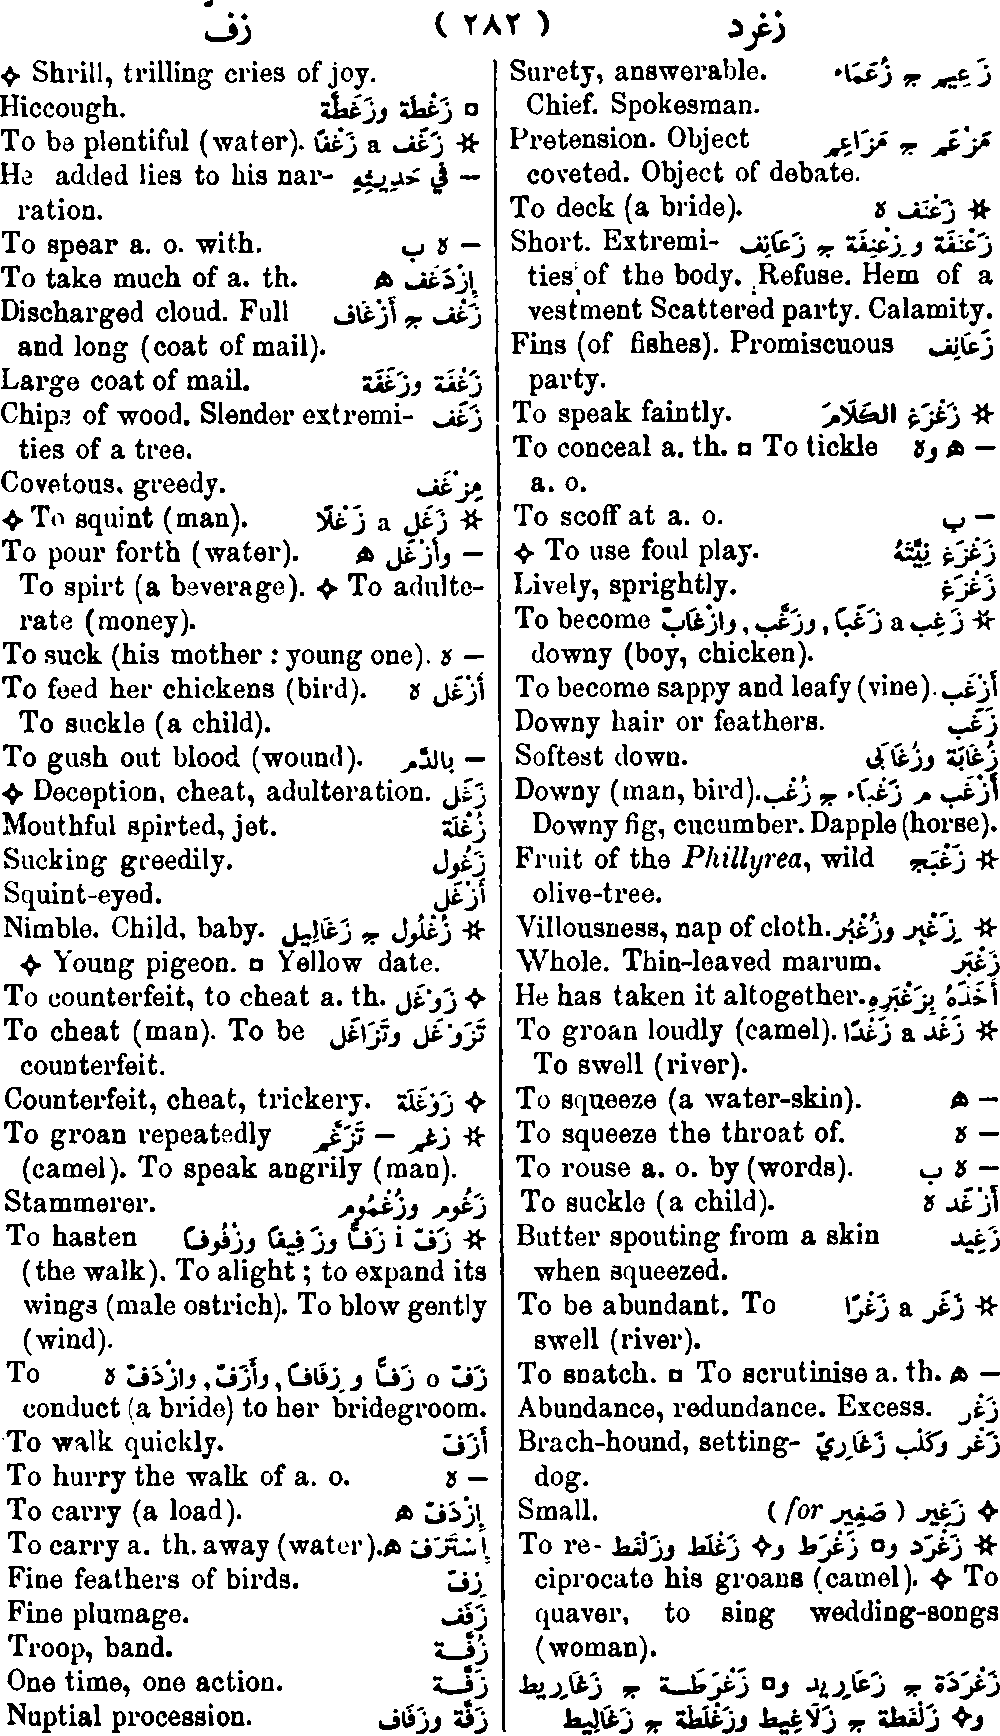 زغرد ( ٢٨٢ ) زفّ
Surety, answerable. زَعِيم ج زُعَمَاء
Chief. Spokesman.
Pretension. Object مَزْعَم ج مَزَاعِم
coveted. Object of debate.
To deck (a bride). ✲ زَعْنَف ه
Short. Extremi- زَعْنَفَة وزِعْنِفَة ج زَعَانِف
ties of the body. Refuse. Hem of a
vestment Scattered party. Calamity.
Fins (of fishes). Promiscuous زَعَانِف
party.
To speak faintly. ✲ زَغْزَغ الكَلَامَ
To conceal a. th. ▫ To tickle – ه وه
a. o.
To scoff at a. o. – ب
✧ To use foul play. زَغْزَغ نِيَّتَهُ
Lively, sprightly. زَغْزَغ
To become ✲ زَغِب a زَغَبًا, وزَغَّب, وازْغَابّ
downy (boy, chicken).
To become sappy and leafy (vine). أَزْغَب
Downy hair or feathers. زَغَب
Softest down. زُغَابَة وزُغَابَى
Downy (man, bird). أَزْغَب م زَغْبَاء ج زُغْب
Downy fig, cucumber. Dapple (horse).
Fruit of the Phillyrea, wild ✲ زَغْبَج
olive-tree.
Villousness, nap of cloth. ✲ زِغْبِر وزُغْبُر
Whole. Thin-leaved marum. زَغْبَر
He has taken it altogether. أَخَذَهُ بِزَغْبَرِهِ
To groan loudly (camel). ✲ زَغَد a زَغْدًا
To swell (river).
To squeeze (a water-skin). – ه
To squeeze the throat of. – ه
To rouse a. o. by (words). – ه ب
To suckle (a child). أَزْغَد ه
Butter spouting from a skin زَغِيد
when squeezed.
To be abundant. To ✲ زَغَر a زَغْرًا
swell (river).
To snatch. ▫ To scrutinise a. th. – ه
Abundance, redundance. Excess. زَغْر
Brach-hound, setting- زَغْر وكَلْب زَغَارِيّ
dog.
Small. ✧ زَغِير ( for صَغِير )
To re- ✲ زَغْرَد و▫ زَغْرَط و✧ زَغْلَط وزَلْغَط
ciprocate his groans (camel). ✧ To
quaver, to sing wedding-songs
(woman).
زَغْرَدَة ج زَغَارِيد و▫ زَغْرَطَة ج زَغَارِيط
و✧ زَلْغَطَة ج زَلَاغِيط وزَغْلَطَة ج زَغَالِيط
✧ Shrill, trilling cries of joy.
Hiccough. ▫ زَغْطَة وزَغَطَّة
To be plentiful (water). ✲ زَغَف a زَغْفًا
He added lies to his nar- – في حَدِيثِهِ
ration.
To spear a. o. with. – ه ب
To take much of a. th. إِزْدَغَف ه
Discharged cloud. Full زَغْف ج أَزْغَاف
and long (coat of mail).
Large coat of mail. زَغْفَة وزَغَفَة
Chips of wood. Slender extremi- زَغَف
ties of a tree.
Covetous, greedy. مِزْغَف
✧ To squint (man). ✲ زَغَل a زَغْلًا
To pour forth (water). – وأَزْغَل ه
To spirt (a beverage). ✧ To adulte-
rate (money).
To suck (his mother : young one). – ه
To feed her chickens (bird). أَزْغَل ه
To suckle (a child).
To gush out blood (wound). – بِالدَّم
✧ Deception, cheat, adulteration. زَغَل
Mouthful spirted, jet. زُغْلَة
Sucking greedily. زَغُول
Squint-eyed. أَزْغَل
Nimble. Child, baby. ✲ زُغْلُول ج زَغَالِيل
✧ Young pigeon. ▫ Yellow date.
To counterfeit, to cheat a. th. ✧ زَوْغَل
To cheat (man). To be تَزَوْغَل وتَزَاغَل
counterfeit.
Counterfeit, cheat, trickery. ✧ زَوْغَلَة
To groan repeatedly ✲ زغم – تَزَغَّم
(camel). To speak angrily (man).
Stammerer. زَغُوم وزُغْمُوم
To hasten ✲ زَفّ i زَفًّا وزَفِيفًا وزُفُوفًا
(the walk). To alight ; to expand its
wings (male ostrich). To blow gently
(wind).
To زَفّ o زَفًّا وزِفَافًا, وأَزَفّ, وازْدَفّ ه
conduct (a bride) to her bridegroom.
To walk quickly. أَزَفّ
To hurry the walk of a. o. – ه
To carry (a load). إِزْدَفّ ه
To carry a. th. away (water). إِسْتَزَفّ ه
Fine feathers of birds. زِفّ
Fine plumage. زَفَف
Troop, band. زُفَّة
One time, one action. زَفَّة
Nuptial procession. زَفَّة وزَفَاف